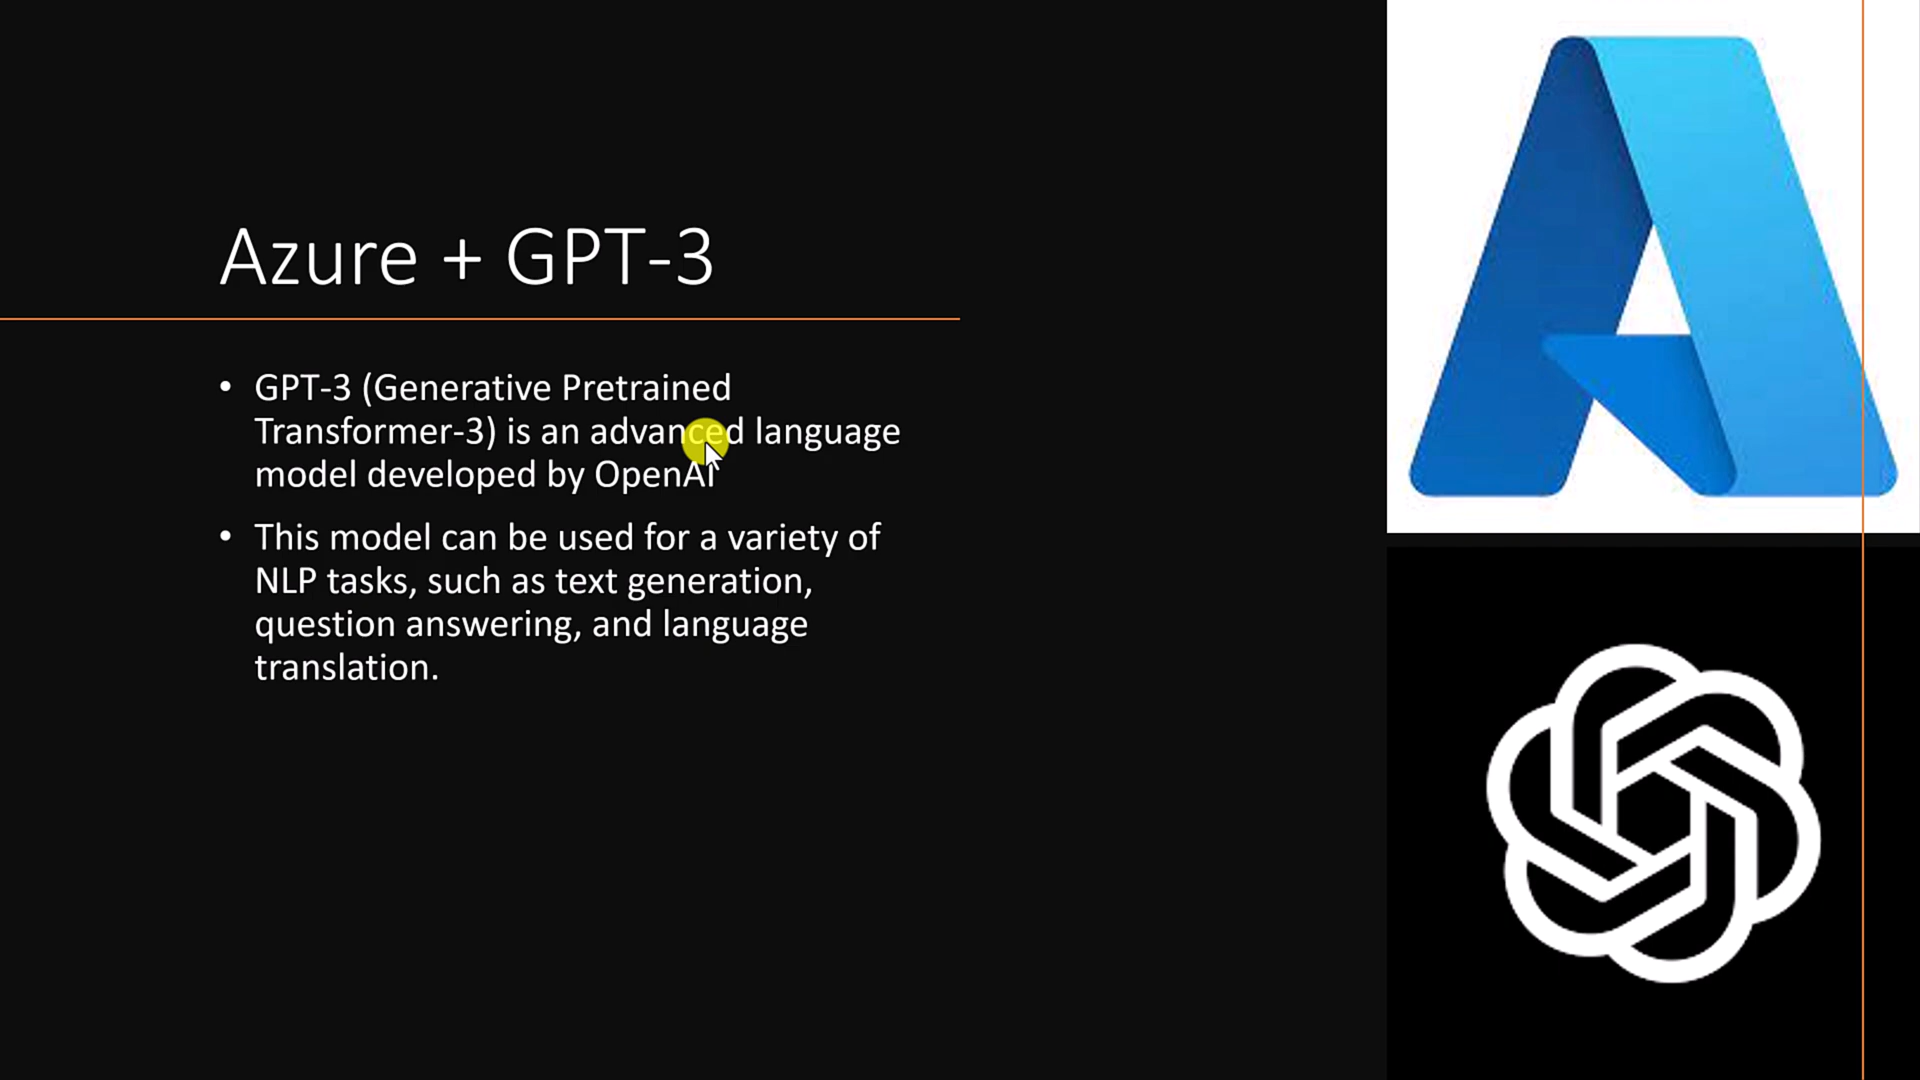 Azure + GPT-3
• GPT-3 (Generative Pretrained
Transformer-3) is an advanced language
model developed by OpenAI
• This model can be used for a variety of
NLP tasks, such as text generation,
question answering, and language
translation.